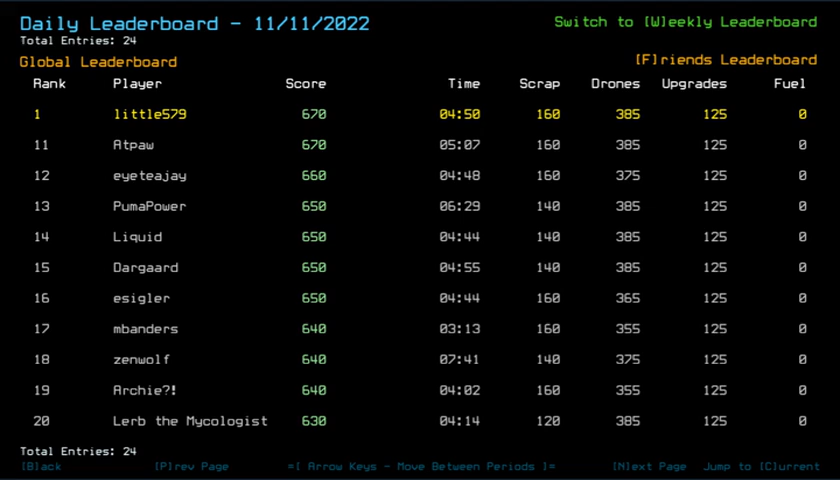 Daily Leaderboard - 11/11/2022 Switch to [W]eekly Leaderboard
Total Entries: 24
Global Leaderboard [F]riends Leaderboard
Rank Player Score Time Scrap Drones Upgrades Fuel
1 little579 670 04:50 160 385 125 0
11 Atpaw 670 05:07 160 385 125 0
12 eyeteajay 660 04:48 160 375 125 0
13 PumaPower 650 06:29 140 385 125 0
14 Liquid 650 04:44 140 385 125 0
15 Dargaard 650 04:55 140 385 125 0
16 esigler 650 04:44 160 365 125 0
17 mbanders 640 03:13 160 355 125 0
18 zenwolf 640 07:41 140 375 125 0
19 Archie?! 640 04:02 160 355 125 0
20 Lerb the Mycologist 630 04:14 120 385 125 0
Total Entries: 24
[B]ack [P]rev Page =[ Arrow Keys - Move Between Periods ]= [N]ext Page Jump to [C]urrent